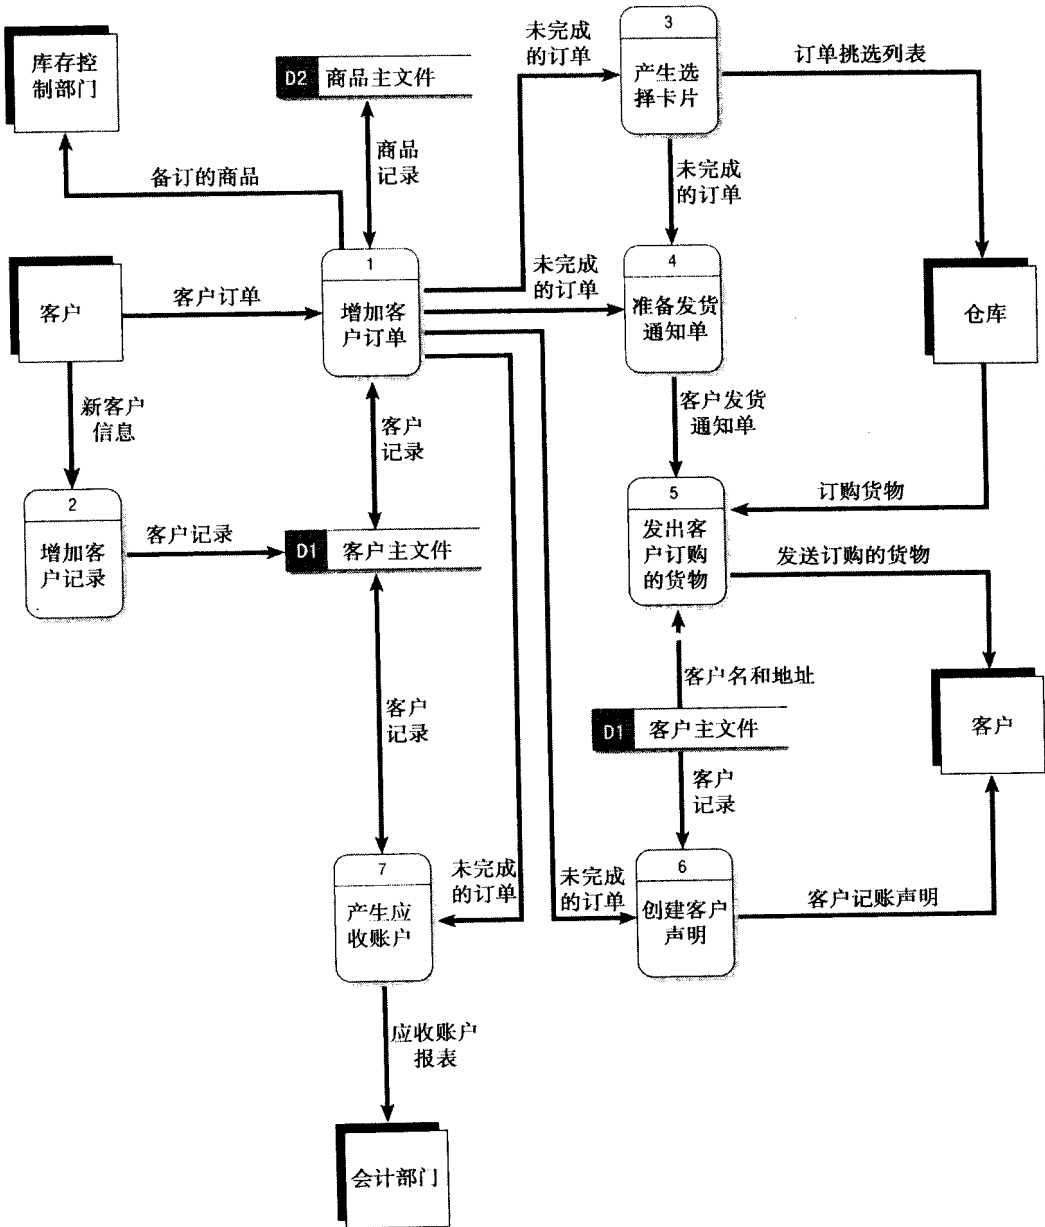 库存控
制部门
D2 商品主文件
未完成
的订单
3
产生选
择卡片
订单挑选列表
商品
记录
备订的商品
未完成
的订单
客户
客户订单
1
增加客
户订单
未完成
的订单
4
准备发货
通知单
仓库
新客户
信息
客户
记录
客户发货
通知单
2
增加客
户记录
客户记录
D1 客户主文件
5
发出客
户订购
的货物
订购货物
发送订购的货物
客户名和地址
客户
记录
D1 客户主文件
客户
客户
记录
7
产生应
收账户
未完成
的订单
未完成
的订单
6
创建客户
声明
客户记账声明
应收账户
报表
会计部门